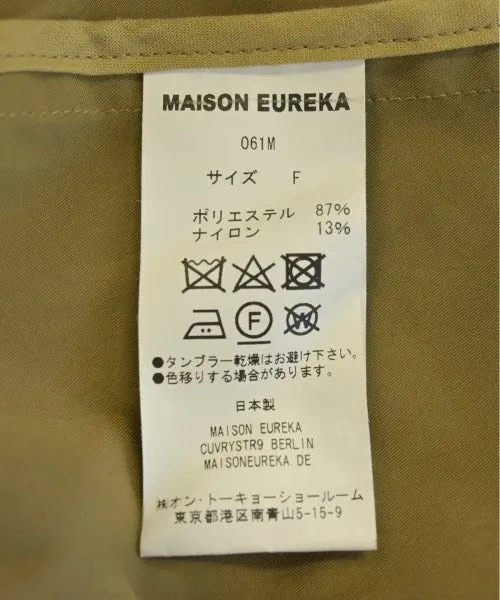 MAISON EUREKA
061M
サイズ F
ポリエステル 87%
ナイロン 13%
F W
●タンブラー乾燥はお避け下さい。
●色移りする場合があります。
日本製
MAISON EUREKA
CUVRYSTR9 BERLIN
MAISONEUREKA.DE
㈱オン・トーキョーショールーム
東京都港区南青山5-15-9